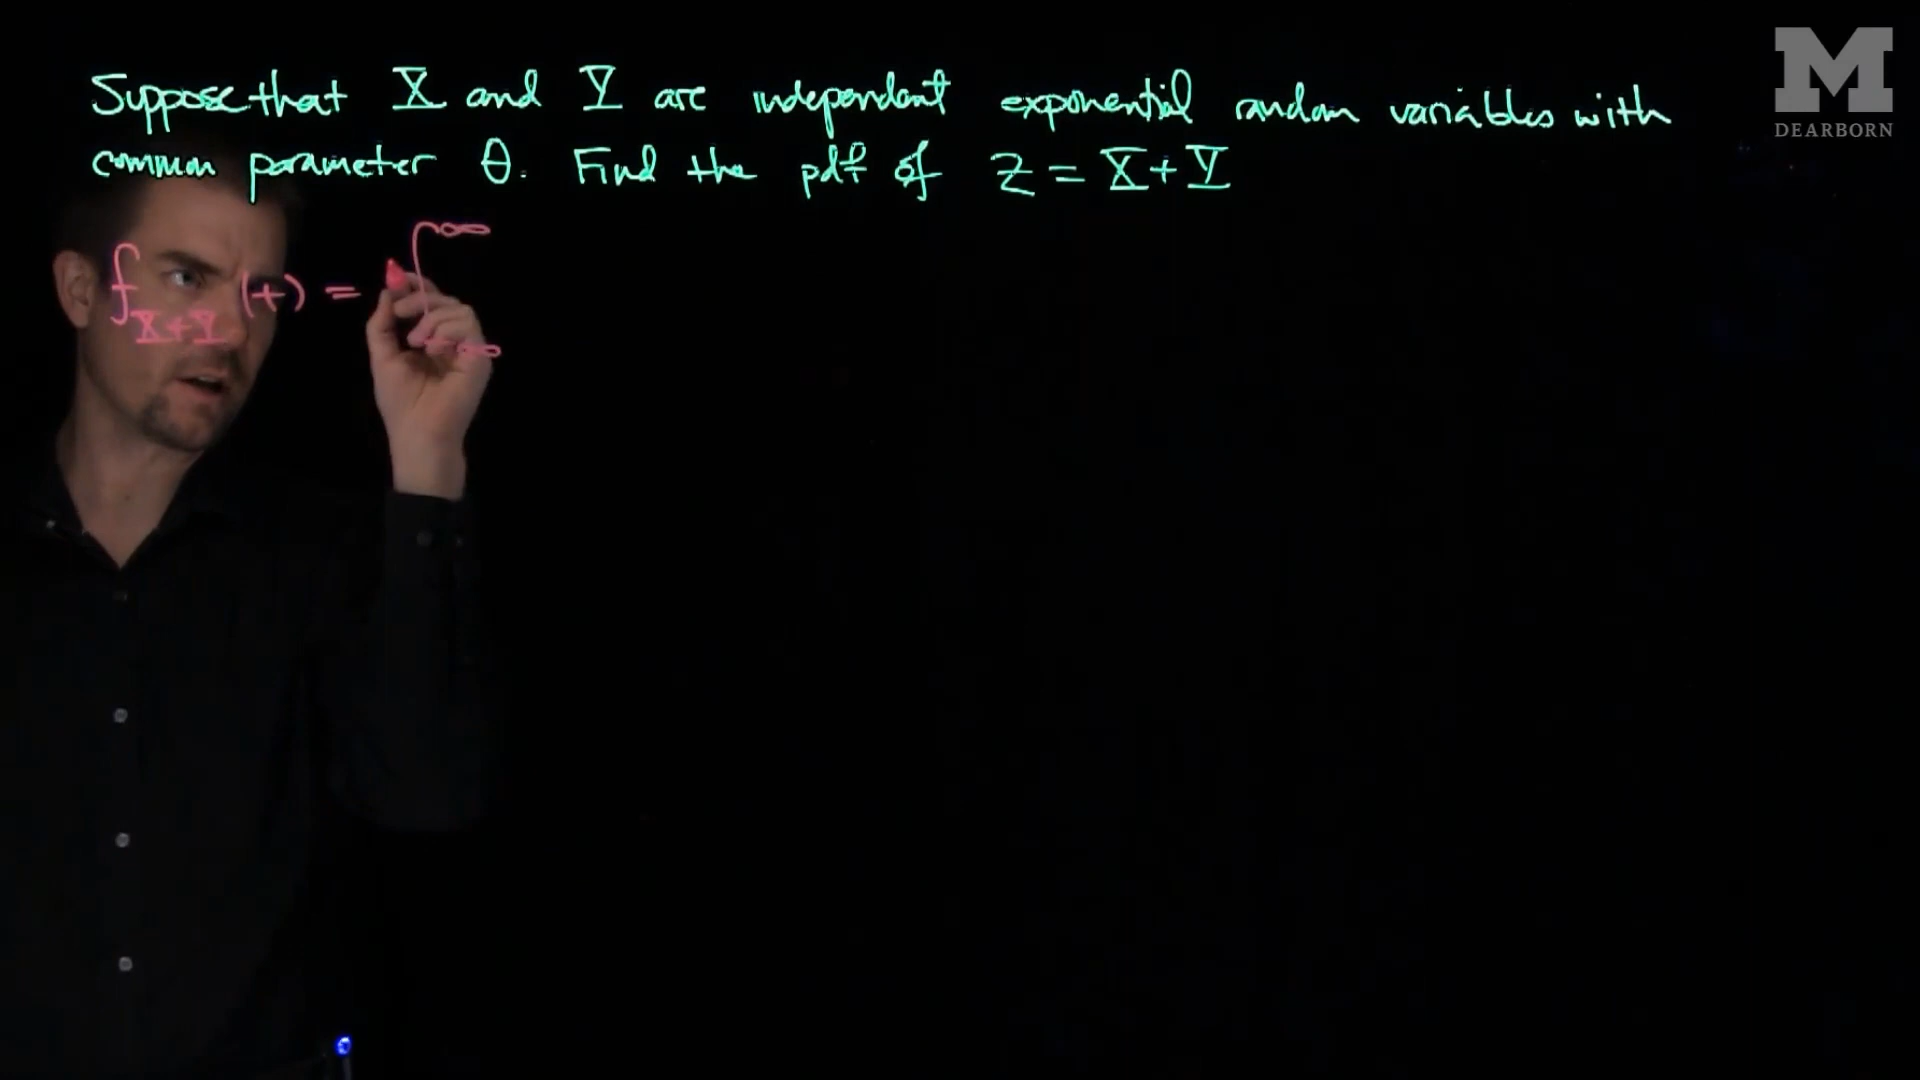 Suppose that X and Y are independent exponential random variables with
common parameter θ. Find the pdf of Z = X+Y
f_{X+Y}(t) = ∫_{-∞}^{∞}
M
DEARBORN